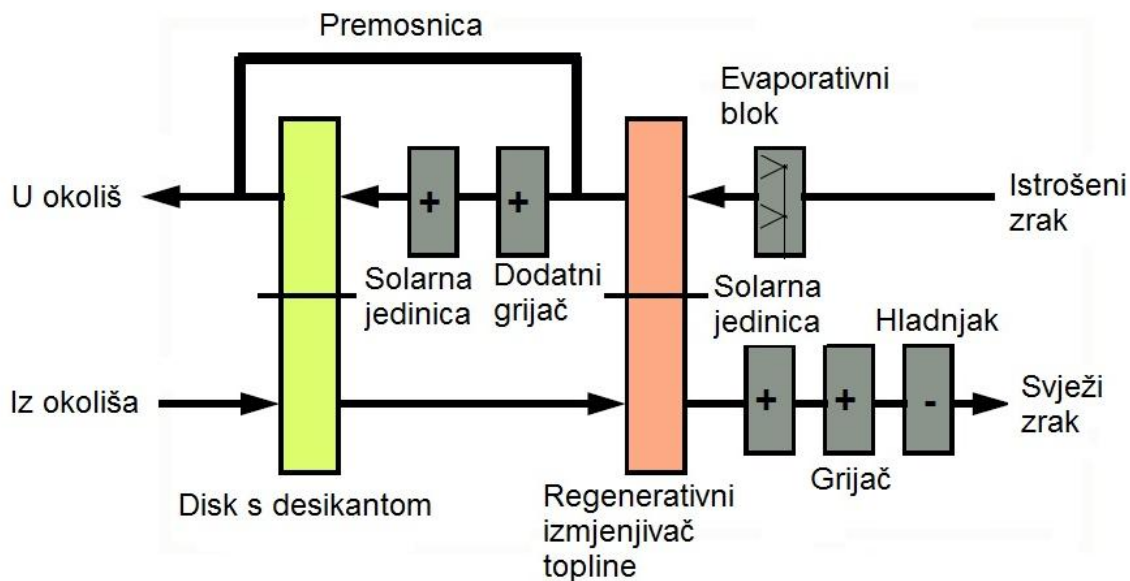 Premosnica
Evaporativni
blok
U okoliš
+
+
Istrošeni
zrak
Solarna
jedinica
Dodatni
grijač
Solarna
jedinica
Hladnjak
Iz okoliša
+
+
-
Svježi
zrak
Grijač
Disk s desikantom
Regenerativni
izmjenjivač
topline